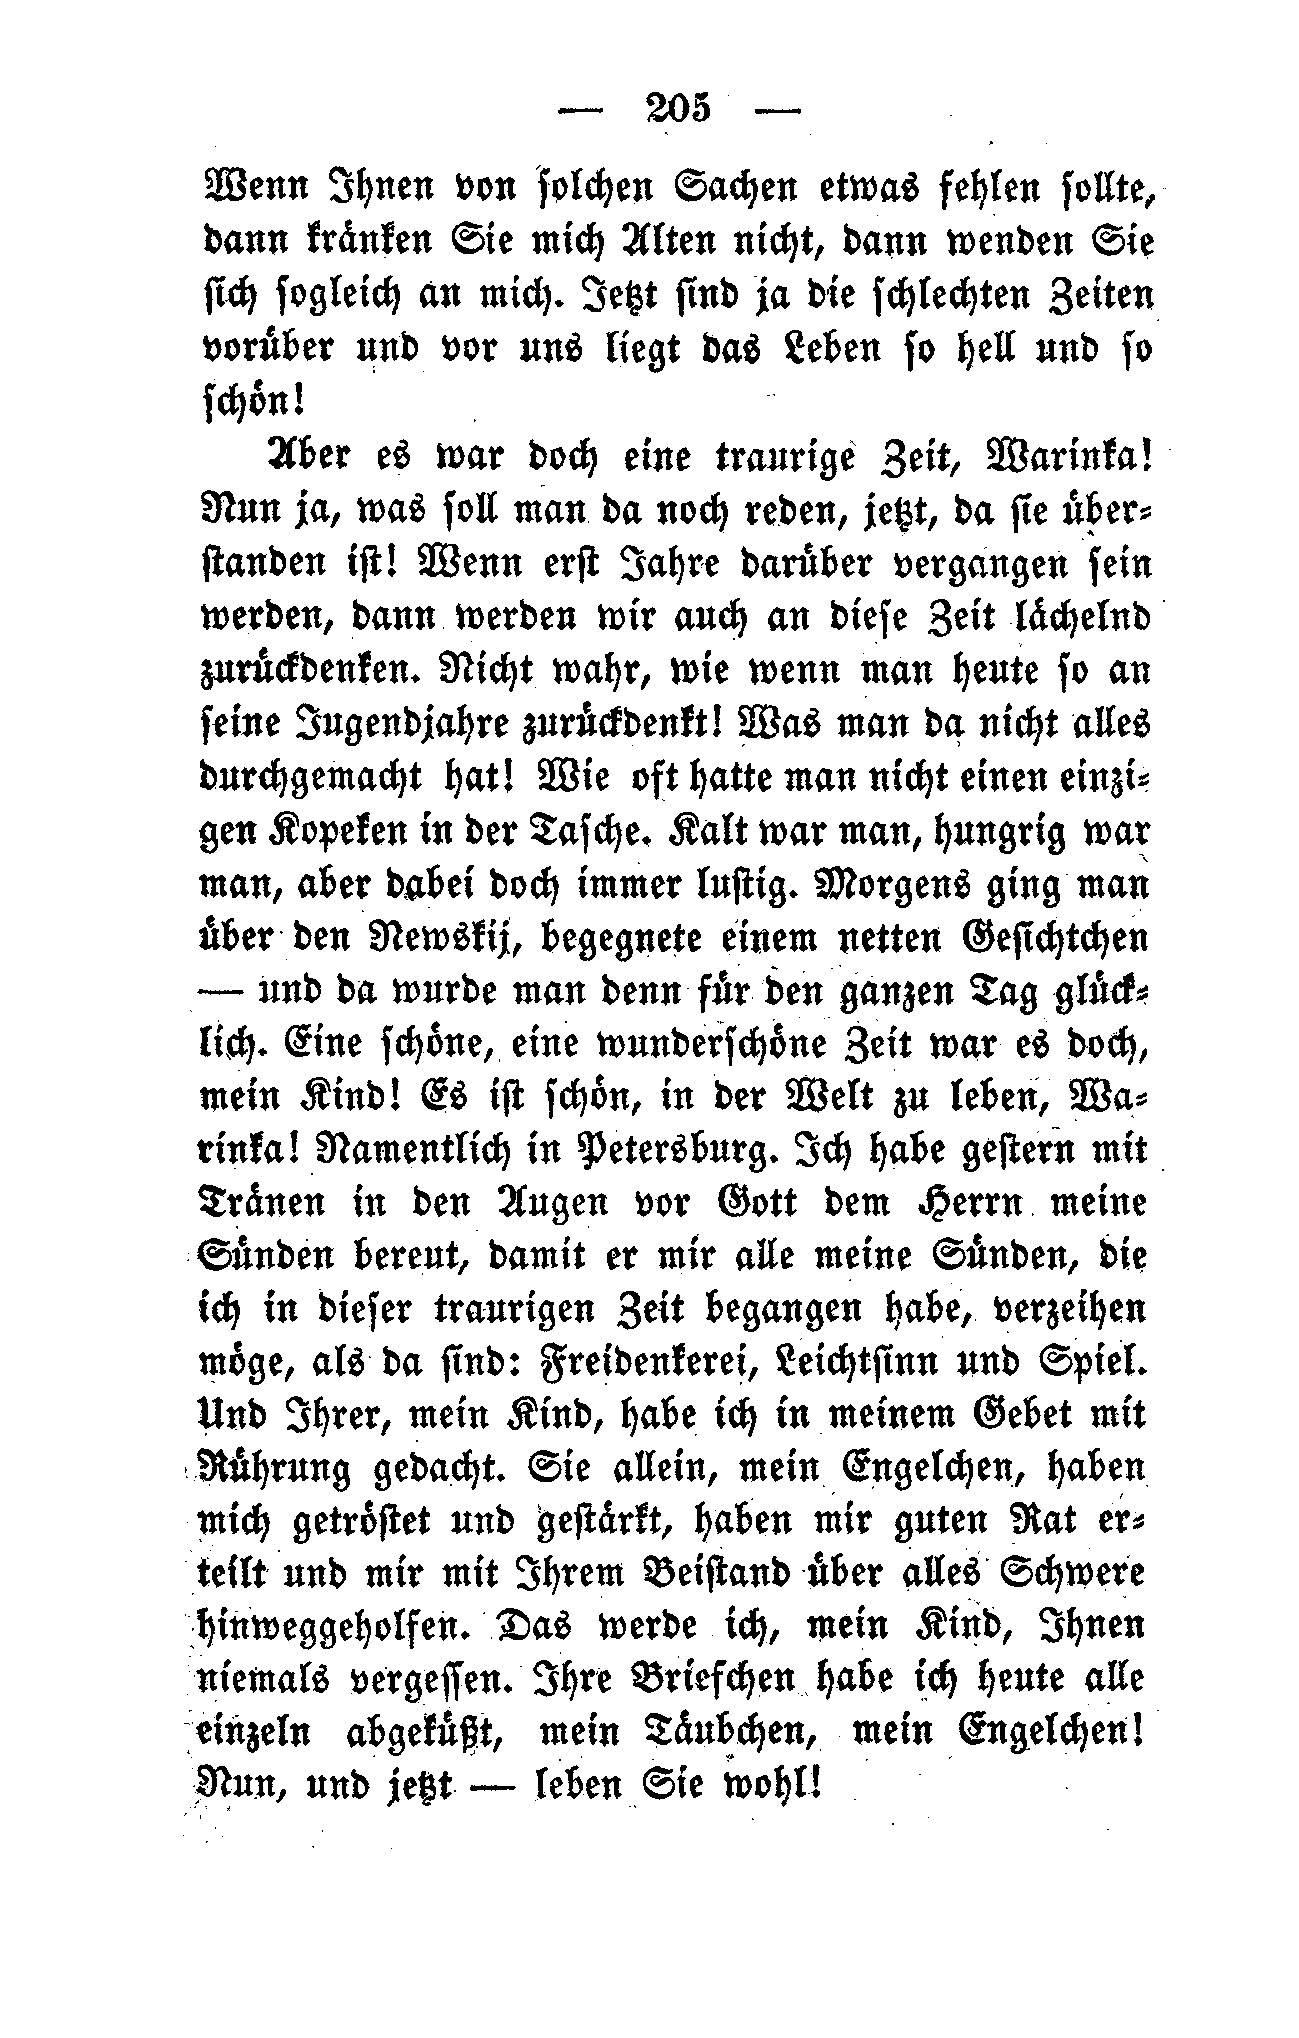 — 205 —
Wenn Ihnen von solchen Sachen etwas fehlen sollte,
dann kränken Sie mich Alten nicht, dann wenden Sie
sich sogleich an mich. Jetzt sind ja die schlechten Zeiten
vorüber und vor uns liegt das Leben so hell und so
schön!
Aber es war doch eine traurige Zeit, Warinka!
Nun ja, was soll man da noch reden, jetzt, da sie über-
standen ist! Wenn erst Jahre darüber vergangen sein
werden, dann werden wir auch an diese Zeit lächelnd
zurückdenken. Nicht wahr, wie wenn man heute so an
seine Jugendjahre zurückdenkt! Was man da nicht alles
durchgemacht hat! Wie oft hatte man nicht einen einzi-
gen Kopeken in der Tasche. Kalt war man, hungrig war
man, aber dabei doch immer lustig. Morgens ging man
über den Newskij, begegnete einem netten Gesichtchen
— und da wurde man denn für den ganzen Tag glück-
lich. Eine schöne, eine wunderschöne Zeit war es doch,
mein Kind! Es ist schön, in der Welt zu leben, Wa-
rinka! Namentlich in Petersburg. Ich habe gestern mit
Tränen in den Augen vor Gott dem Herrn meine
Sünden bereut, damit er mir alle meine Sünden, die
ich in dieser traurigen Zeit begangen habe, verzeihen
möge, als da sind: Freidenkerei, Leichtsinn und Spiel.
Und Ihrer, mein Kind, habe ich in meinem Gebet mit
Rührung gedacht. Sie allein, mein Engelchen, haben
mich getröstet und gestärkt, haben mir guten Rat er-
teilt und mir mit Ihrem Beistand über alles Schwere
hinweggeholfen. Das werde ich, mein Kind, Ihnen
niemals vergessen. Ihre Briefchen habe ich heute alle
einzeln abgeküßt, mein Täubchen, mein Engelchen!
Nun, und jetzt — leben Sie wohl!